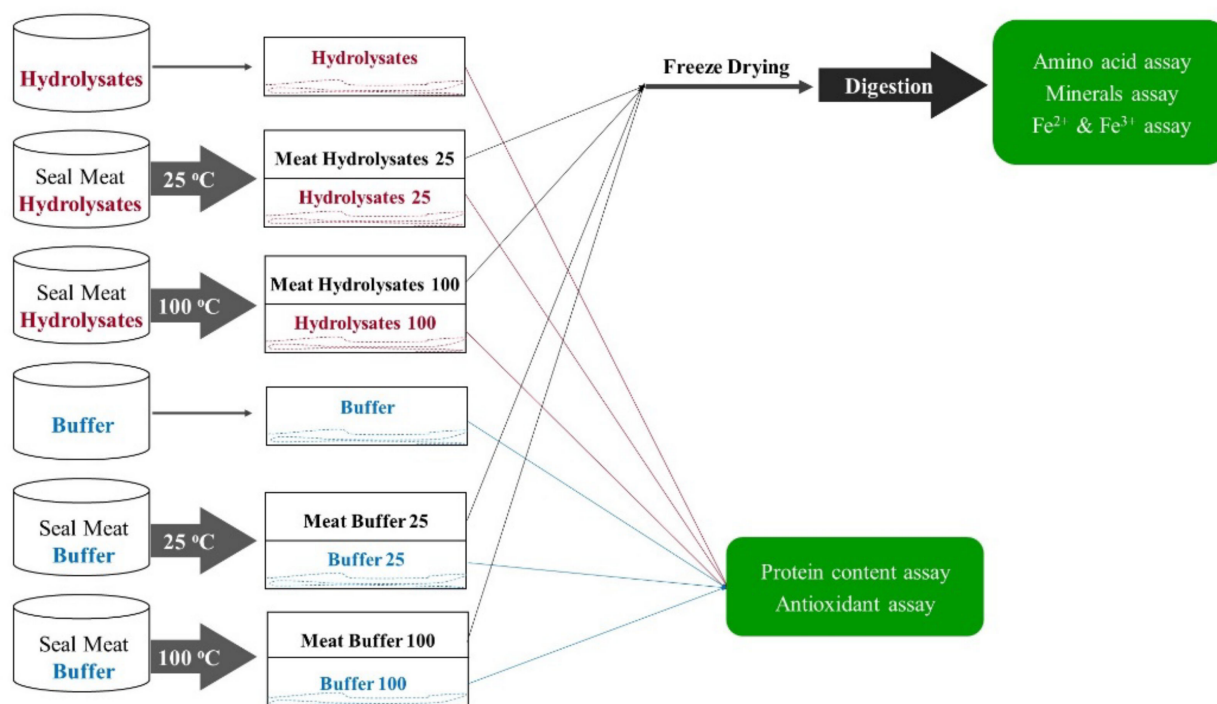 Hydrolysates
Hydrolysates
Freeze Drying
Digestion
Amino acid assay
Minerals assay
Fe²⁺ & Fe³⁺ assay
Seal Meat
Hydrolysates
25 °C
Meat Hydrolysates 25
Hydrolysates 25
Seal Meat
Hydrolysates
100 °C
Meat Hydrolysates 100
Hydrolysates 100
Buffer
Buffer
Seal Meat
Buffer
25 °C
Meat Buffer 25
Buffer 25
Protein content assay
Antioxidant assay
Seal Meat
Buffer
100 °C
Meat Buffer 100
Buffer 100